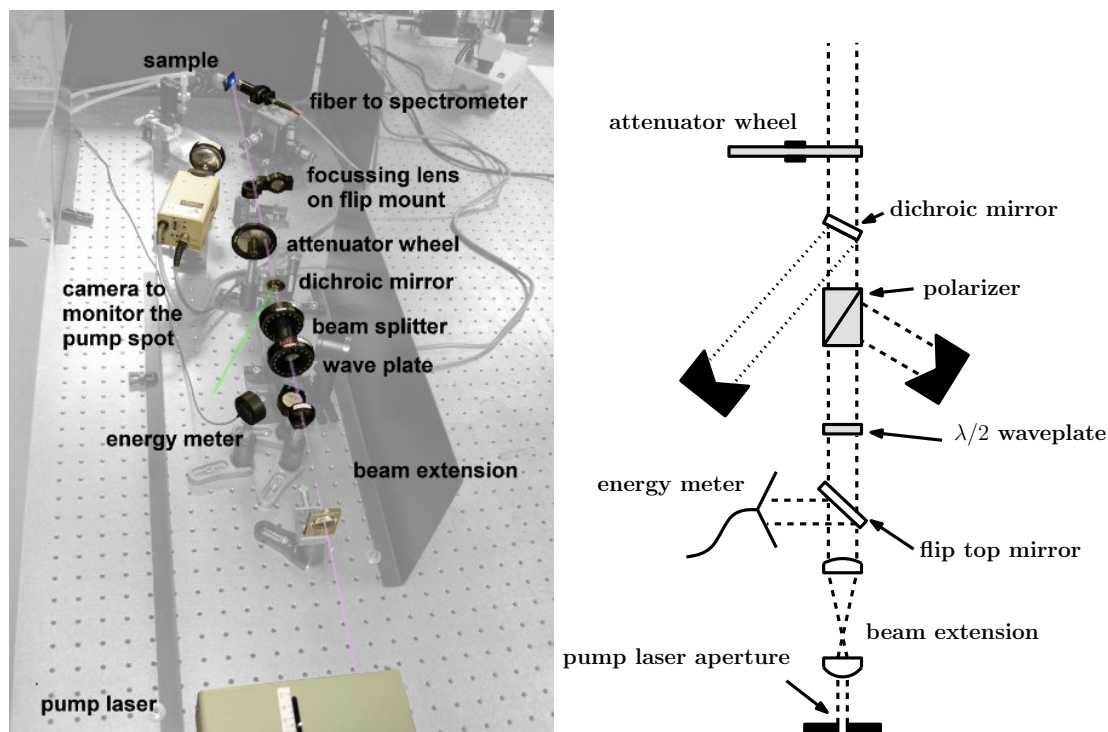 sample
fiber to spectrometer
focussing lens
on flip mount
attenuator wheel
dichroic mirror
camera to
monitor the
pump spot
beam splitter
wave plate
energy meter
beam extension
pump laser
attenuator wheel
dichroic mirror
polarizer
λ/2 waveplate
energy meter
flip top mirror
beam extension
pump laser aperture